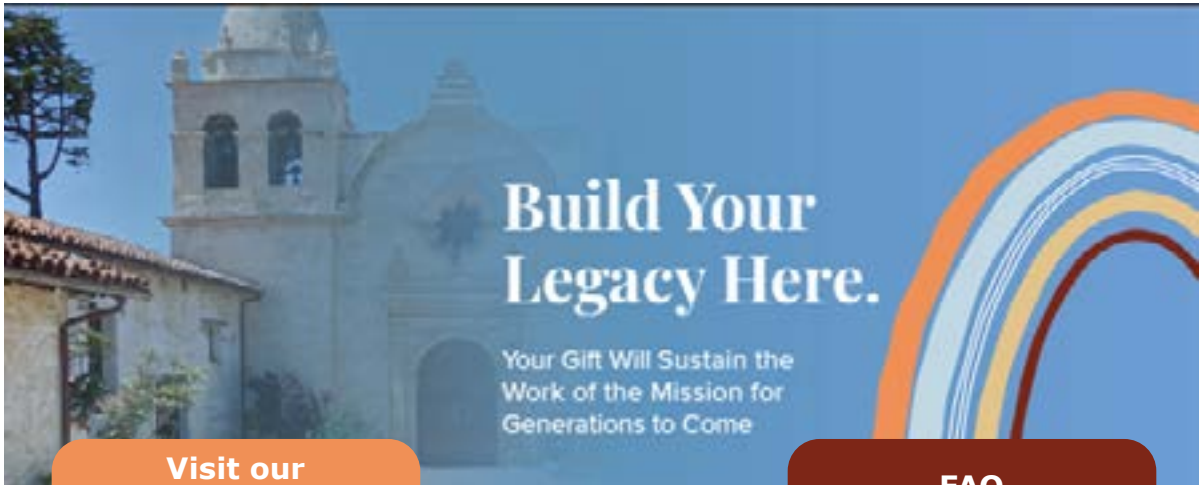 Build Your
Legacy Here.
Your Gift Will Sustain the
Work of the Mission for
Generations to Come
Visit our
FAQ